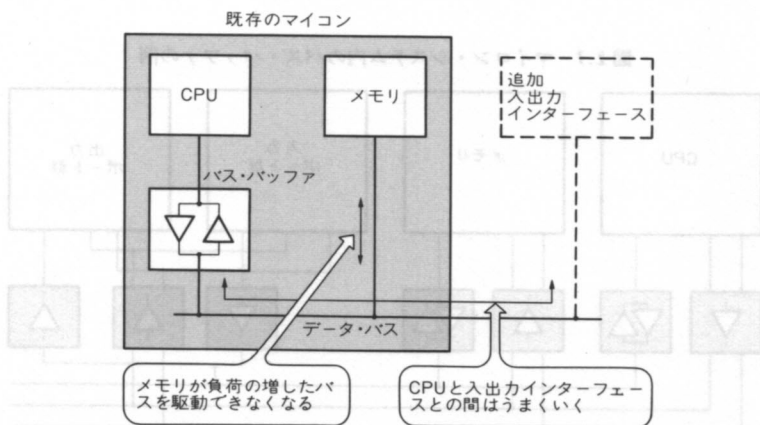 既存のマイコン
CPU
メモリ
追加
入出力
インターフェース
バス・バッファ
データ・バス
メモリが負荷の増したバ
スを駆動できなくなる
CPUと入出力インターフェー
スとの間はうまくいく